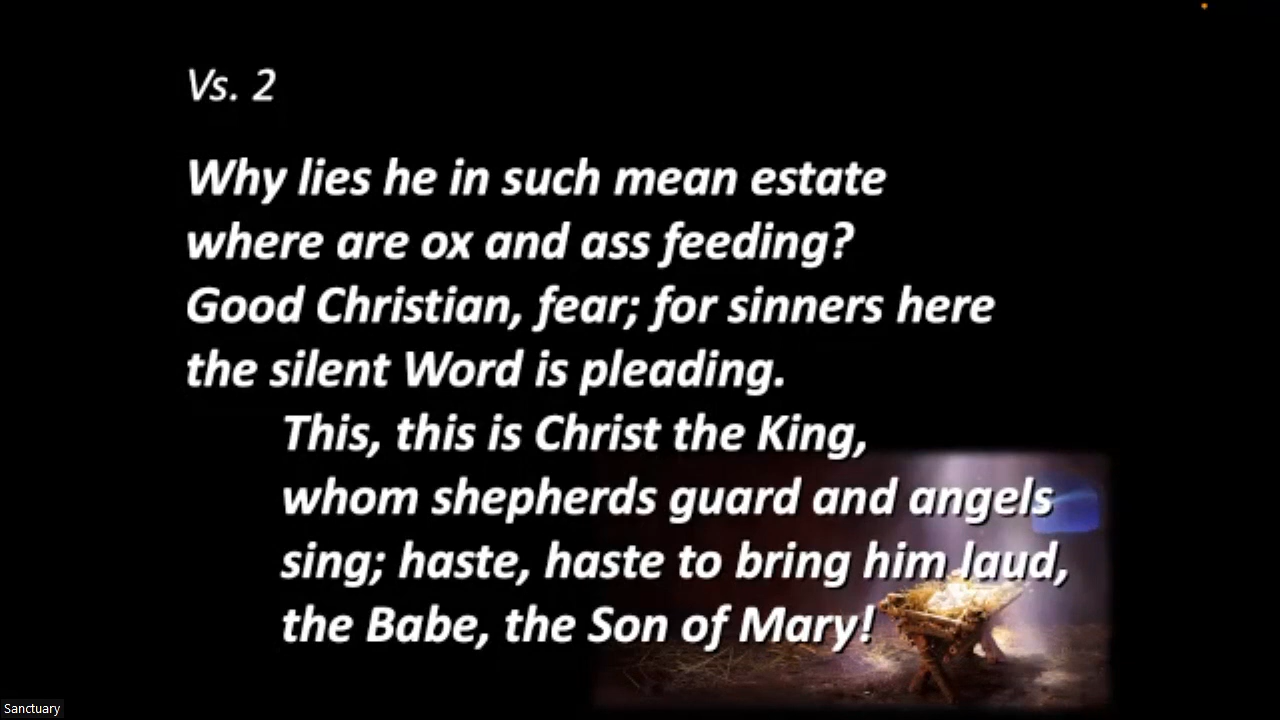 Vs. 2
Why lies he in such mean estate
where are ox and ass feeding?
Good Christian, fear; for sinners here
the silent Word is pleading.
This, this is Christ the King,
whom shepherds guard and angels
sing; haste, haste to bring him laud,
the Babe, the Son of Mary!
Sanctuary